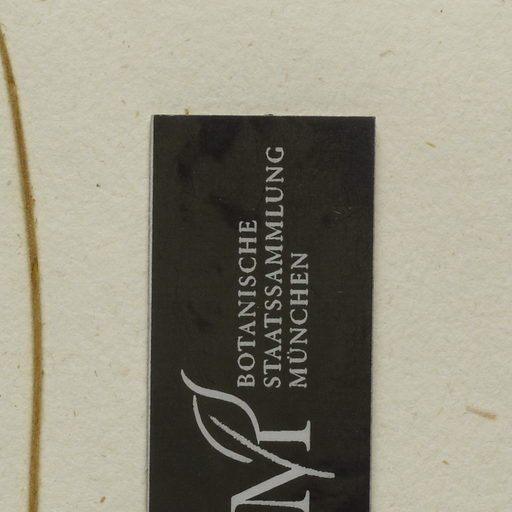 BOTANISCHE
STAATSSAMMLUNG
MÜNCHEN
M